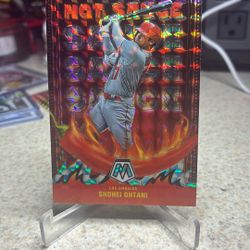 HOT SAUCE
M
LOS ANGELES
SHOHEI OHTANI